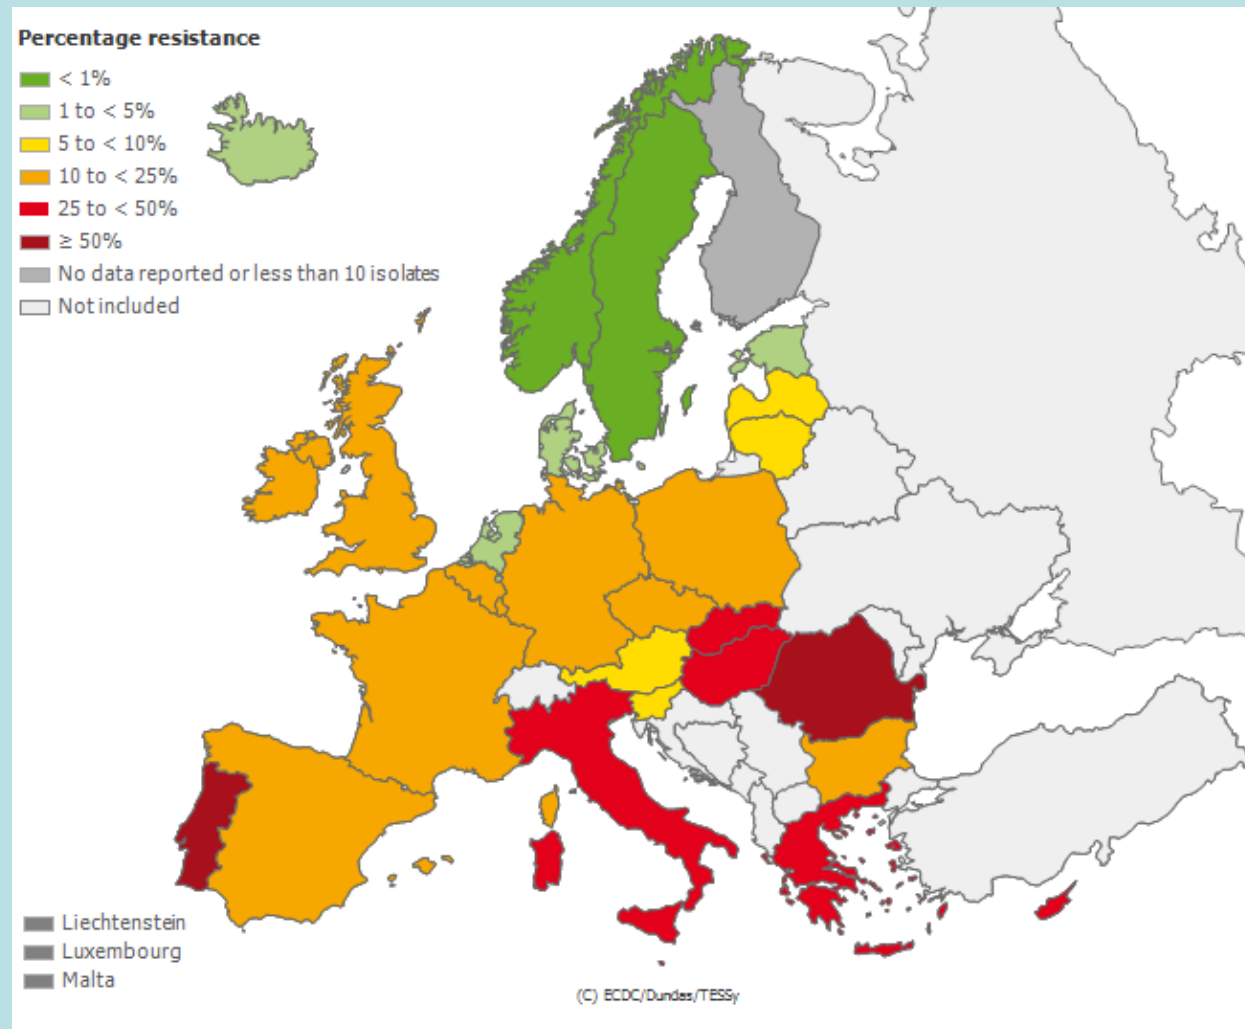 Percentage resistance
< 1%
1 to < 5%
5 to < 10%
10 to < 25%
25 to < 50%
≥ 50%
No data reported or less than 10 isolates
Not included
Liechtenstein
Luxembourg
Malta
(C) ECDC/Dundas/TESSy